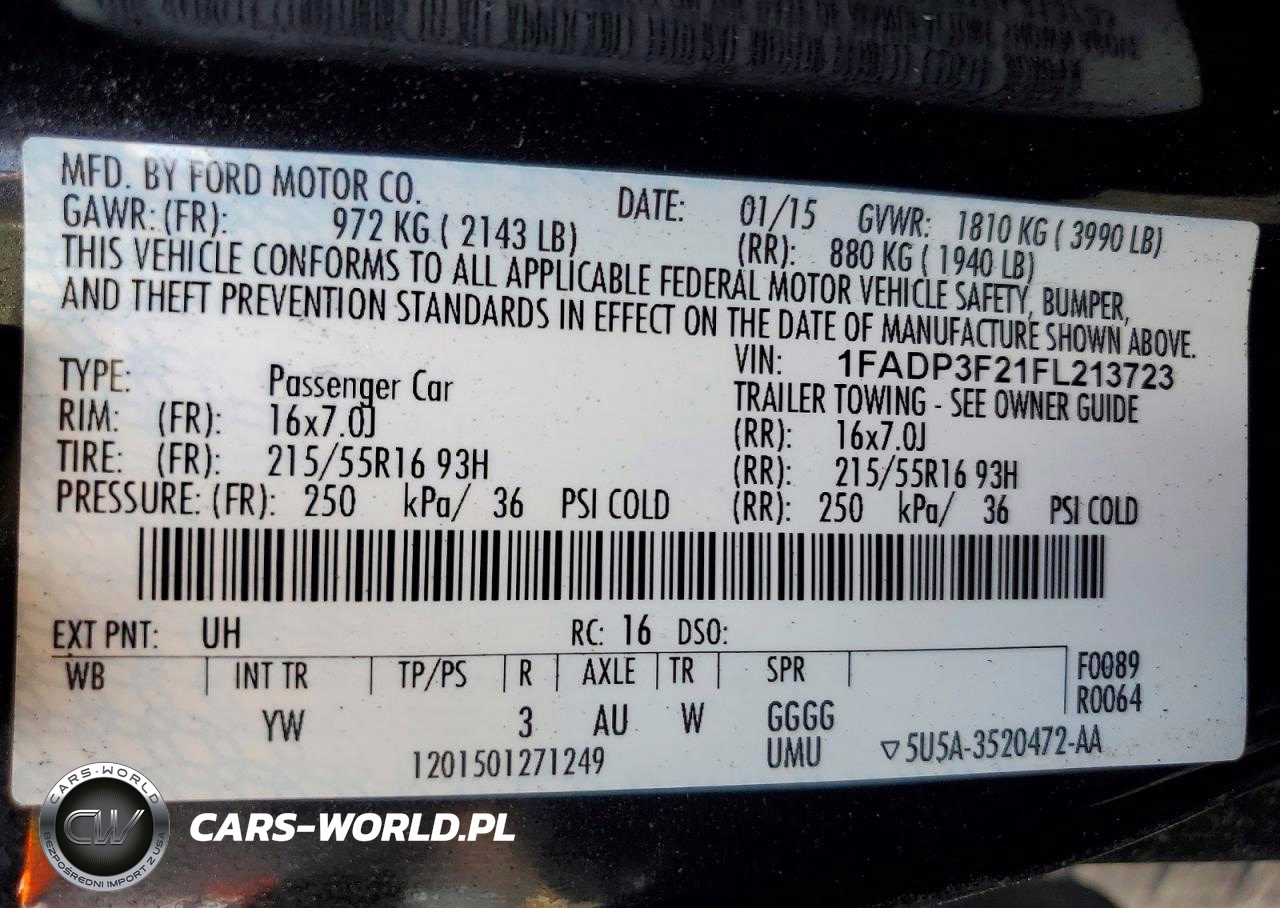 MFD. BY FORD MOTOR CO. DATE: 01/15 GVWR: 1810 KG ( 3990 LB)
GAWR: (FR): 972 KG ( 2143 LB) (RR): 880 KG ( 1940 LB)
THIS VEHICLE CONFORMS TO ALL APPLICABLE FEDERAL MOTOR VEHICLE SAFETY, BUMPER,
AND THEFT PREVENTION STANDARDS IN EFFECT ON THE DATE OF MANUFACTURE SHOWN ABOVE.
VIN: 1FADP3F21FL213723
TYPE: Passenger Car TRAILER TOWING - SEE OWNER GUIDE
RIM: (FR): 16x7.0J (RR): 16x7.0J
TIRE: (FR): 215/55R16 93H (RR): 215/55R16 93H
PRESSURE: (FR): 250 kPa/ 36 PSI COLD (RR): 250 kPa/ 36 PSI COLD
EXT PNT: UH RC: 16 DSO:
WB INT TR TP/PS R AXLE TR SPR F0089
R0064
YW 3 AU W GGGG
UMU ▽5U5A-3520472-AA
1201501271249
CARS-WORLD
CW
BEZPOŚREDNI IMPORT Z USA
CARS-WORLD.PL